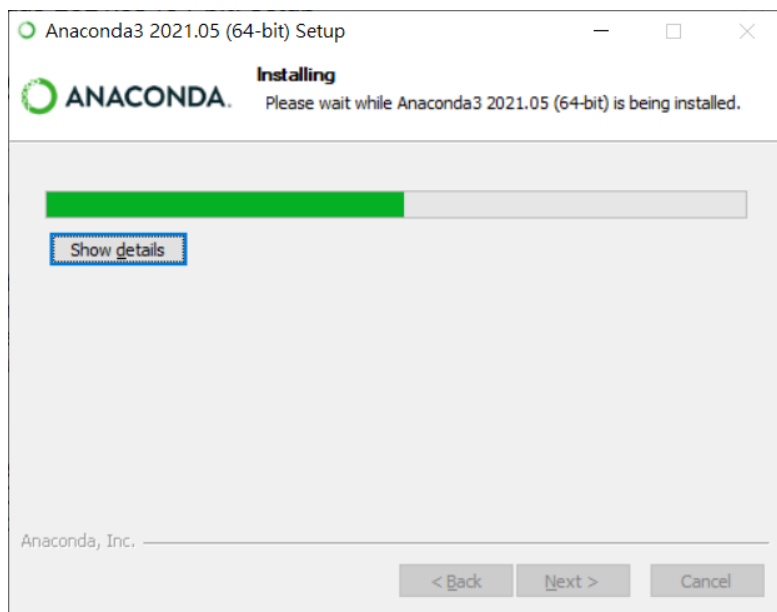 Anaconda3 2021.05 (64-bit) Setup
ANACONDA.
Installing
Please wait while Anaconda3 2021.05 (64-bit) is being installed.
Show details
Anaconda, Inc.
< Back
Next >
Cancel